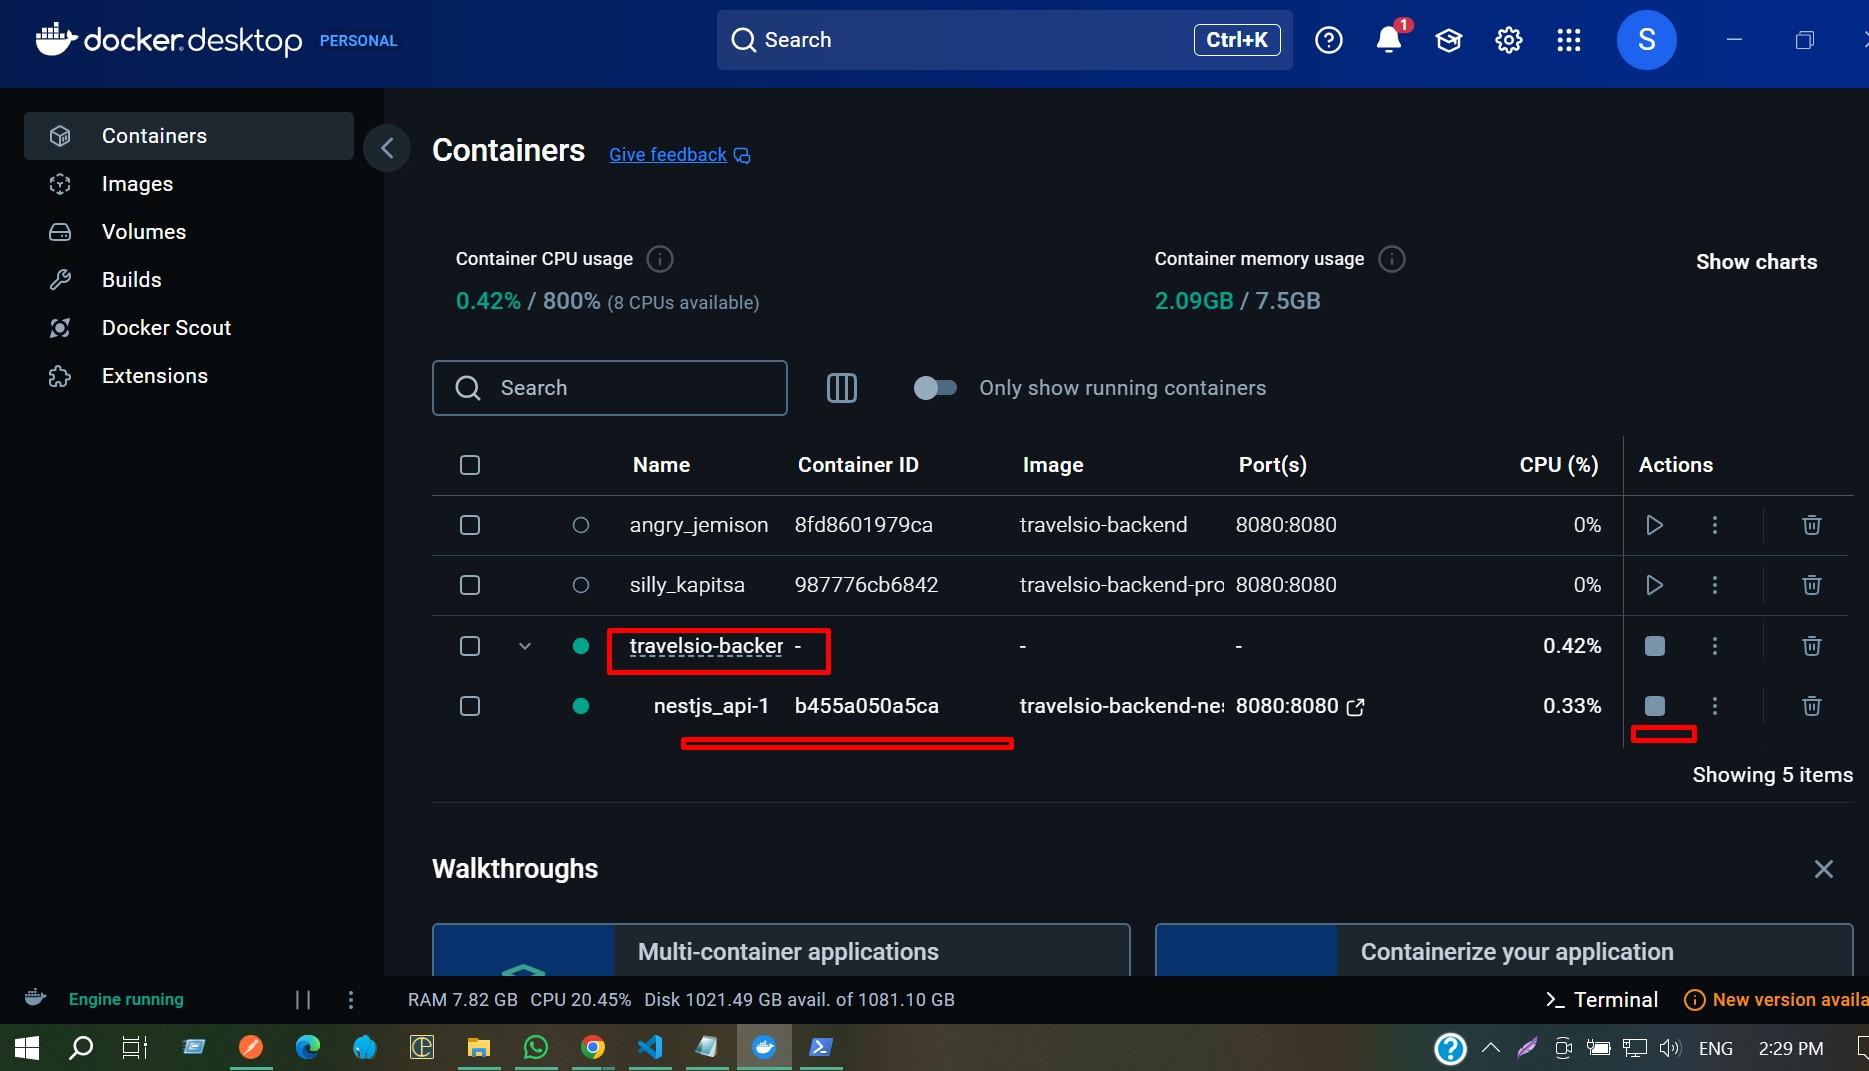 docker desktop PERSONAL
Search Ctrl+K
1
S
Containers
Images
Volumes
Builds
Docker Scout
Extensions
Containers Give feedback
Container CPU usage
0.42% / 800% (8 CPUs available)
Container memory usage
2.09GB / 7.5GB
Show charts
Search
Only show running containers
Name Container ID Image Port(s) CPU (%) Actions
angry_jemison 8fd8601979ca travelsio-backend 8080:8080 0%
silly_kapitsa 987776cb6842 travelsio-backend-pro 8080:8080 0%
travelsio-backer - - - 0.42%
nestjs_api-1 b455a050a5ca travelsio-backend-nes 8080:8080 0.33%
Showing 5 items
Walkthroughs
Multi-container applications
Containerize your application
Engine running RAM 7.82 GB CPU 20.45% Disk 1021.49 GB avail. of 1081.10 GB Terminal New version availa
ENG 2:29 PM